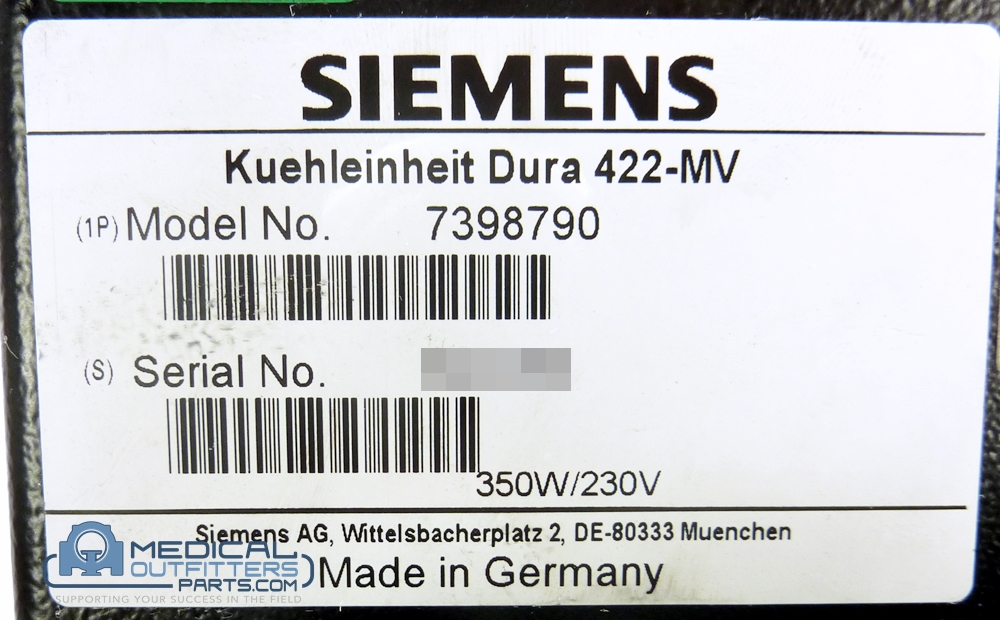 SIEMENS
Kuehleinheit Dura 422-MV
(1P) Model No. 7398790
(S) Serial No.
350W/230V
Siemens AG, Wittelsbacherplatz 2, DE-80333 Muenchen
Made in Germany
MEDICAL
OUTFITTERS
PARTS.COM
SUPPORTING YOUR SUCCESS IN THE FIELD